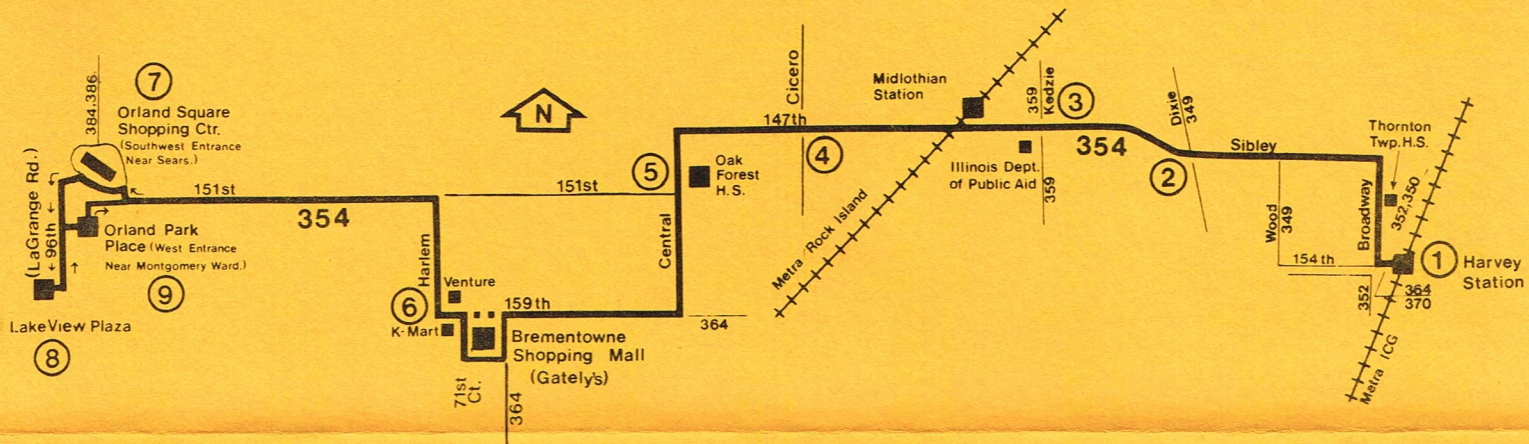 384.386
7
Orland Square
Shopping Ctr.
(Southwest Entrance
Near Sears.)
(LaGrange Rd.)
96th
151st
354
Orland Park
Place (West Entrance
Near Montgomery Ward.)
9
LakeView Plaza
8
N
Harlem
Venture
6
K-Mart
159th
71st
Ct.
364
Brementowne
Shopping Mall
(Gately's)
151st
5
Central
Oak
Forest
H.S.
364
Cicero
147th
4
Midlothian
Station
Metra/Rock Island
359
Kedzie
3
Illinois Dept.
of Public Aid
359
354
Dixie
349
2
Sibley
Wood
349
154th
Thornton
Twp.H.S.
352,350
Broadway
1
Harvey
Station
352
364
370
Metra ICG